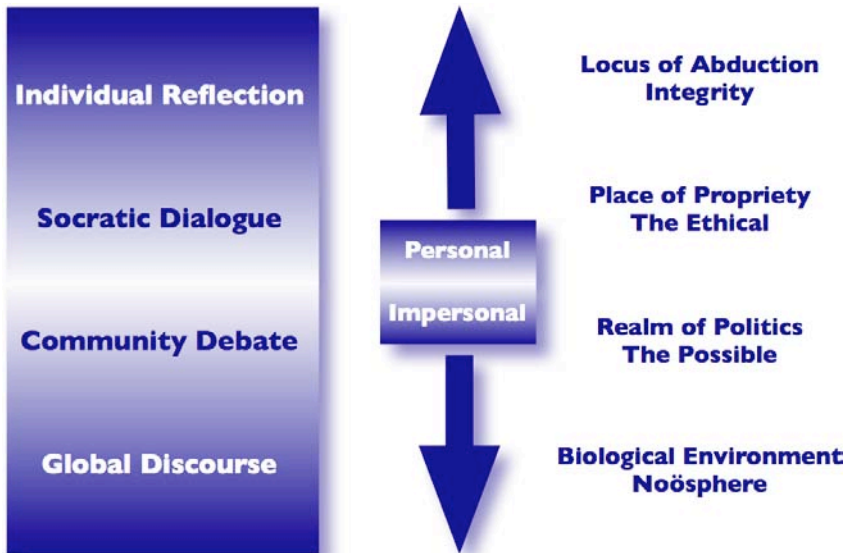 Individual Reflection
Socratic Dialogue
Community Debate
Global Discourse
Personal
Impersonal
Locus of Abduction
Integrity
Place of Propriety
The Ethical
Realm of Politics
The Possible
Biological Environment
Noösphere